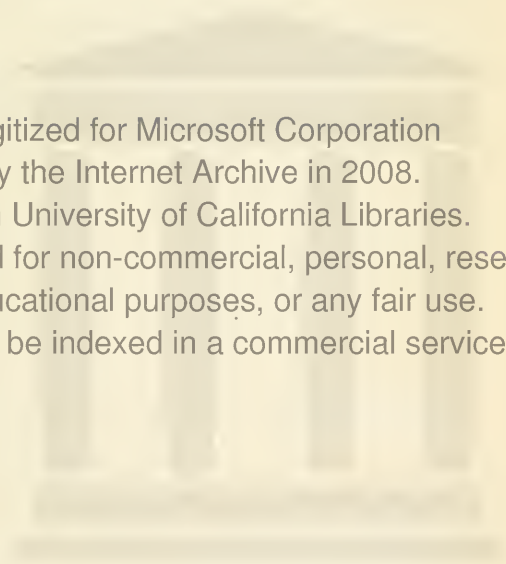 gitized for Microsoft Corporation
y the Internet Archive in 2008.
University of California Libraries.
for non-commercial, personal, rese
ucational purposes, or any fair use.
be indexed in a commercial service